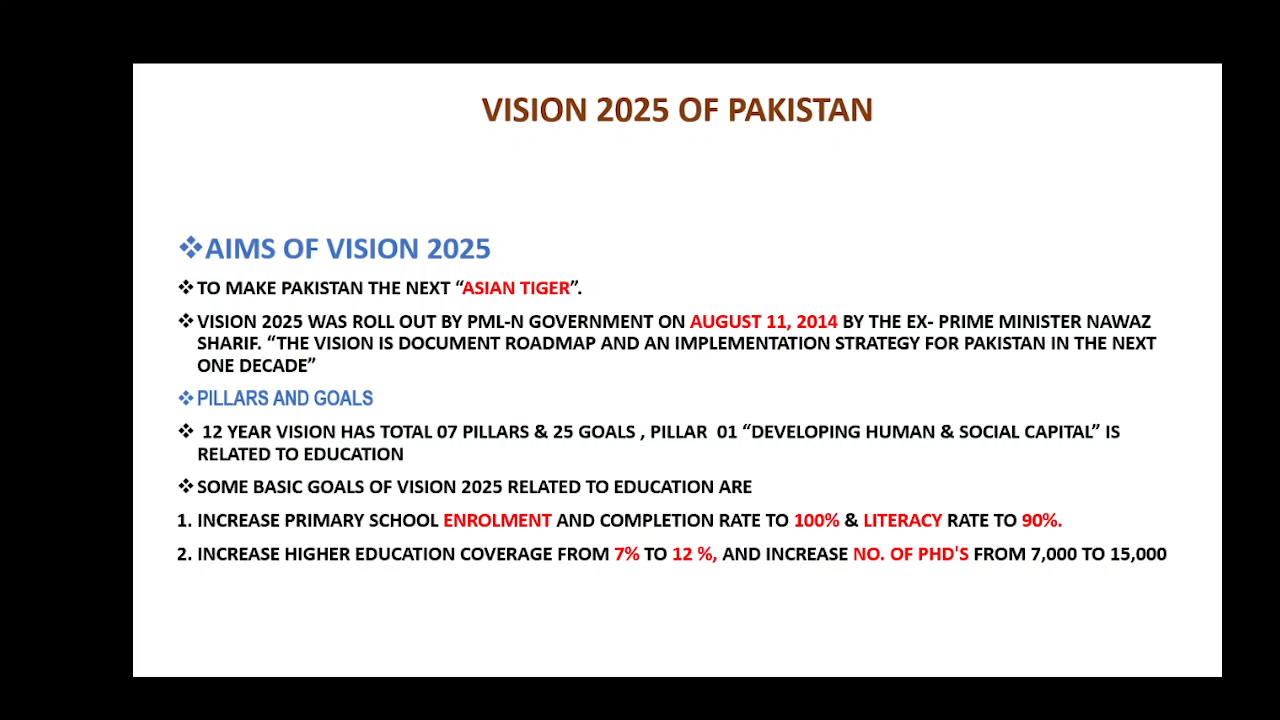 VISION 2025 OF PAKISTAN
❖AIMS OF VISION 2025
❖TO MAKE PAKISTAN THE NEXT “ASIAN TIGER”.
❖VISION 2025 WAS ROLL OUT BY PML-N GOVERNMENT ON AUGUST 11, 2014 BY THE EX- PRIME MINISTER NAWAZ
SHARIF. “THE VISION IS DOCUMENT ROADMAP AND AN IMPLEMENTATION STRATEGY FOR PAKISTAN IN THE NEXT
ONE DECADE”
❖PILLARS AND GOALS
❖ 12 YEAR VISION HAS TOTAL 07 PILLARS & 25 GOALS , PILLAR 01 “DEVELOPING HUMAN & SOCIAL CAPITAL” IS
RELATED TO EDUCATION
❖SOME BASIC GOALS OF VISION 2025 RELATED TO EDUCATION ARE
1. INCREASE PRIMARY SCHOOL ENROLMENT AND COMPLETION RATE TO 100% & LITERACY RATE TO 90%.
2. INCREASE HIGHER EDUCATION COVERAGE FROM 7% TO 12 %, AND INCREASE NO. OF PHD'S FROM 7,000 TO 15,000